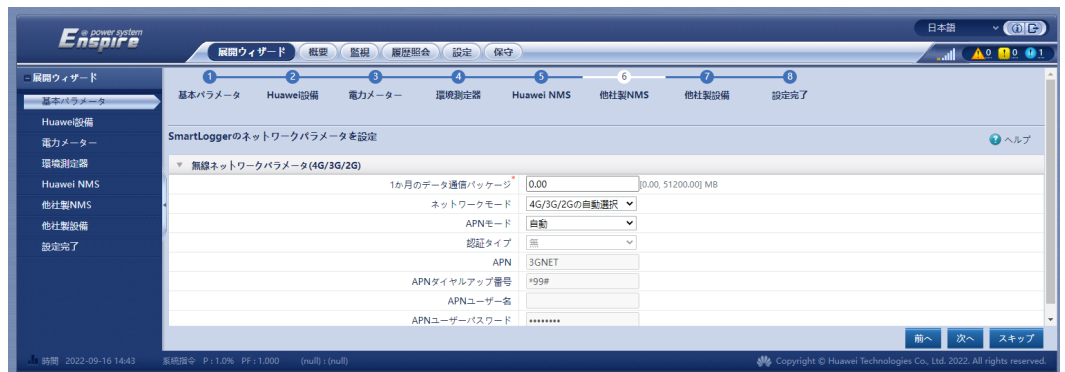 e power system
Enspire
日本語
展開ウィザード 概要 監視 履歴照会 設定 保守
0 0 1
展開ウィザード
基本パラメータ
Huawei設備
電力メーター
環境測定器
Huawei NMS
他社製NMS
他社製設備
設定完了
1 2 3 4 5 6 7 8
基本パラメータ Huawei設備 電力メーター 環境測定器 Huawei NMS 他社製NMS 他社製設備 設定完了
SmartLoggerのネットワークパラメータを設定
ヘルプ
無線ネットワークパラメータ(4G/3G/2G)
1か月のデータ通信パッケージ* 0.00 [0.00, 51200.00] MB
ネットワークモード 4G/3G/2Gの自動選択
APNモード 自動
認証タイプ 無
APN 3GNET
APNダイヤルアップ番号 *99#
APNユーザー名
APNユーザーパスワード ••••••••
前へ 次へ スキップ
時間 2022-09-16 14:43 系統指令 P : 1.0% PF : 1.000 (null) : (null) Copyright © Huawei Technologies Co., Ltd. 2022. All rights reserved.